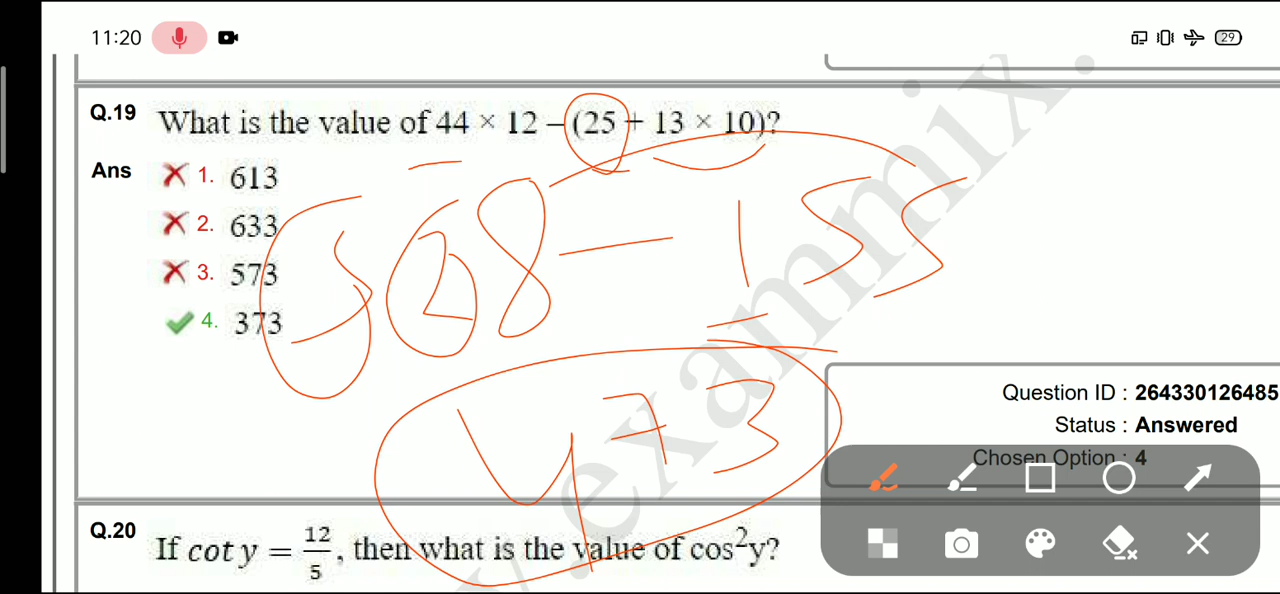 11:20
29
Q.19 What is the value of 44 × 12 – (25 + 13 × 10)?
Ans 1. 613
2. 633
3. 573
4. 373
528 – 155
473
Question ID : 264330126485
Status : Answered
Chosen Option : 4
Q.20 If cot y = 12/5, then what is the value of cos²y?
.exammix.